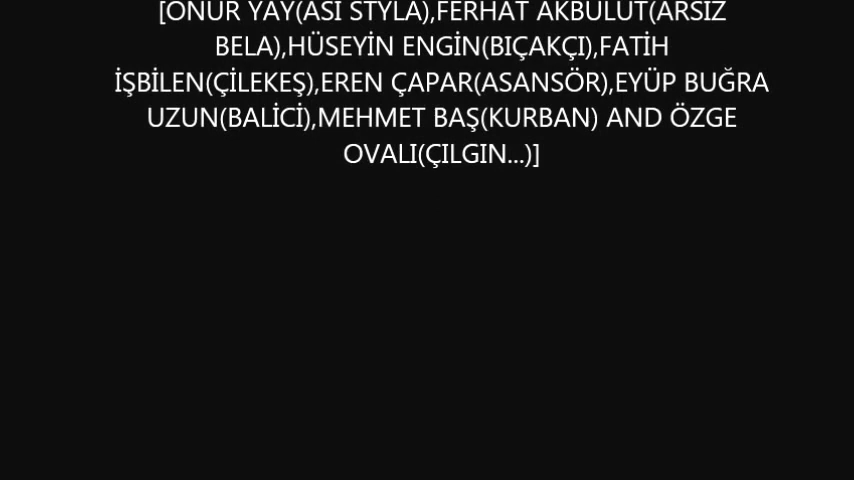 [ONUR YAY(ASİ STYLA),FERHAT AKBULUT(ARSIZ
BELA),HÜSEYİN ENGİN(BIÇAKÇI),FATİH
İŞBİLEN(ÇİLEKEŞ),EREN ÇAPAR(ASANSÖR),EYÜP BUĞRA
UZUN(BALİCİ),MEHMET BAŞ(KURBAN) AND ÖZGE
OVALI(ÇILGIN...)]